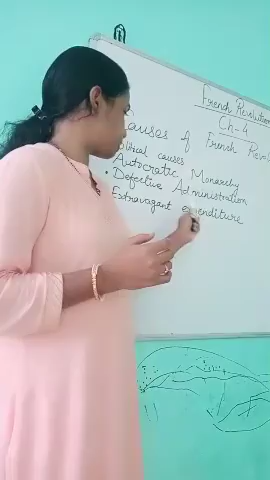 French Revolution
Ch-4
Causes of French Revol
Political causes
Autocratic Monarchy
• Defective Administration
Extravagant expenditure